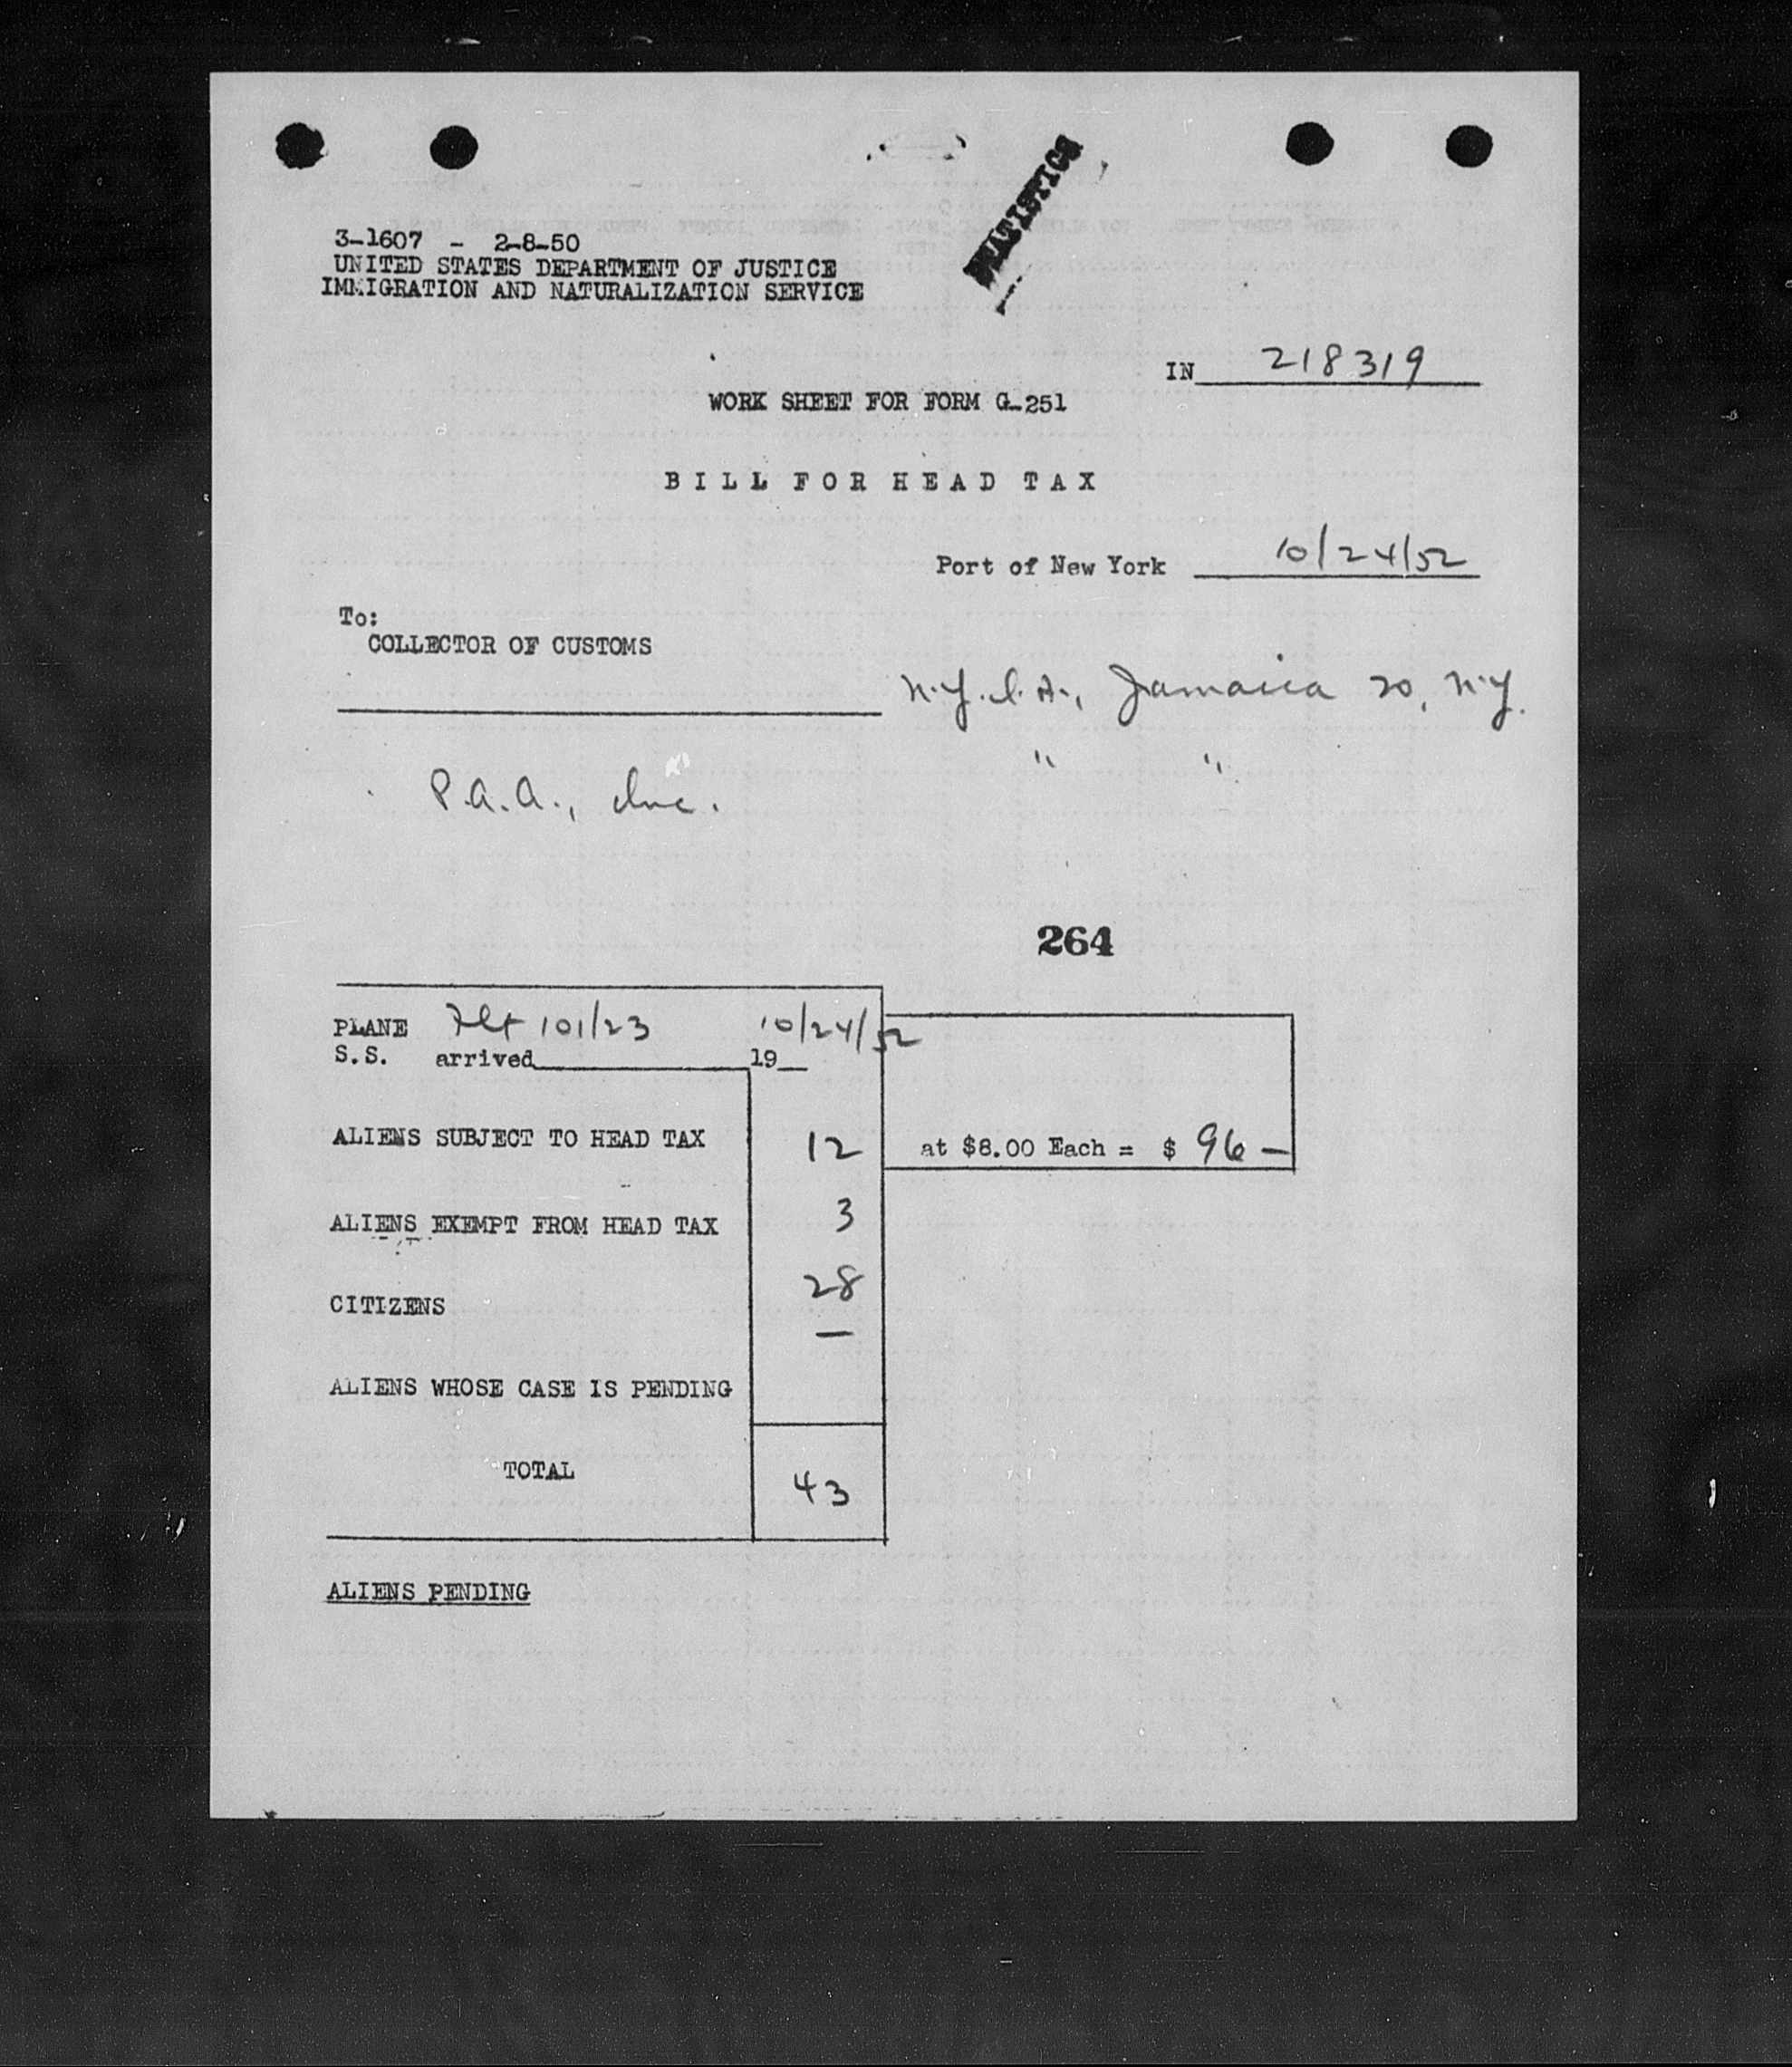 STATISTICS
3-1607 - 2-8-50
UNITED STATES DEPARTMENT OF JUSTICE
IMMIGRATION AND NATURALIZATION SERVICE
IN 218319
WORK SHEET FOR FORM G-251
BILL FOR HEAD TAX
Port of New York 10/24/52
To:
COLLECTOR OF CUSTOMS
N.Y.I.A., Jamaica 20, N.Y.
P.A.A., Inc. " "
264
PLANE Flt 101/23 10/24/52
S.S. arrived 19
ALIENS SUBJECT TO HEAD TAX 12 at $8.00 Each = $ 96 —
ALIENS EXEMPT FROM HEAD TAX 3
CITIZENS 28
ALIENS WHOSE CASE IS PENDING —
TOTAL 43
ALIENS PENDING